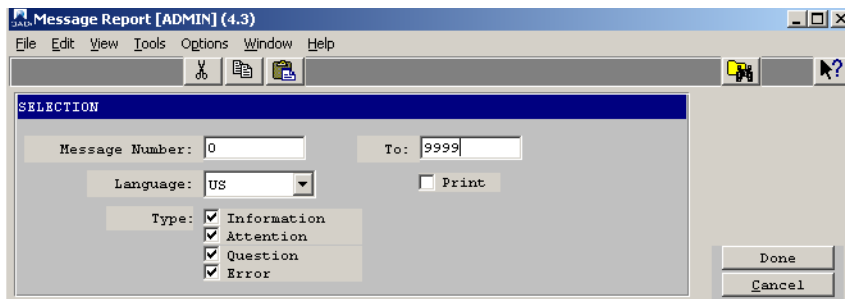 Message Report [ADMIN] (4.3)
File Edit View Tools Options Window Help
SELECTION
Message Number: 0 To: 9999
Language: US Print
Type: Information
Attention
Question
Error
Done
Cancel